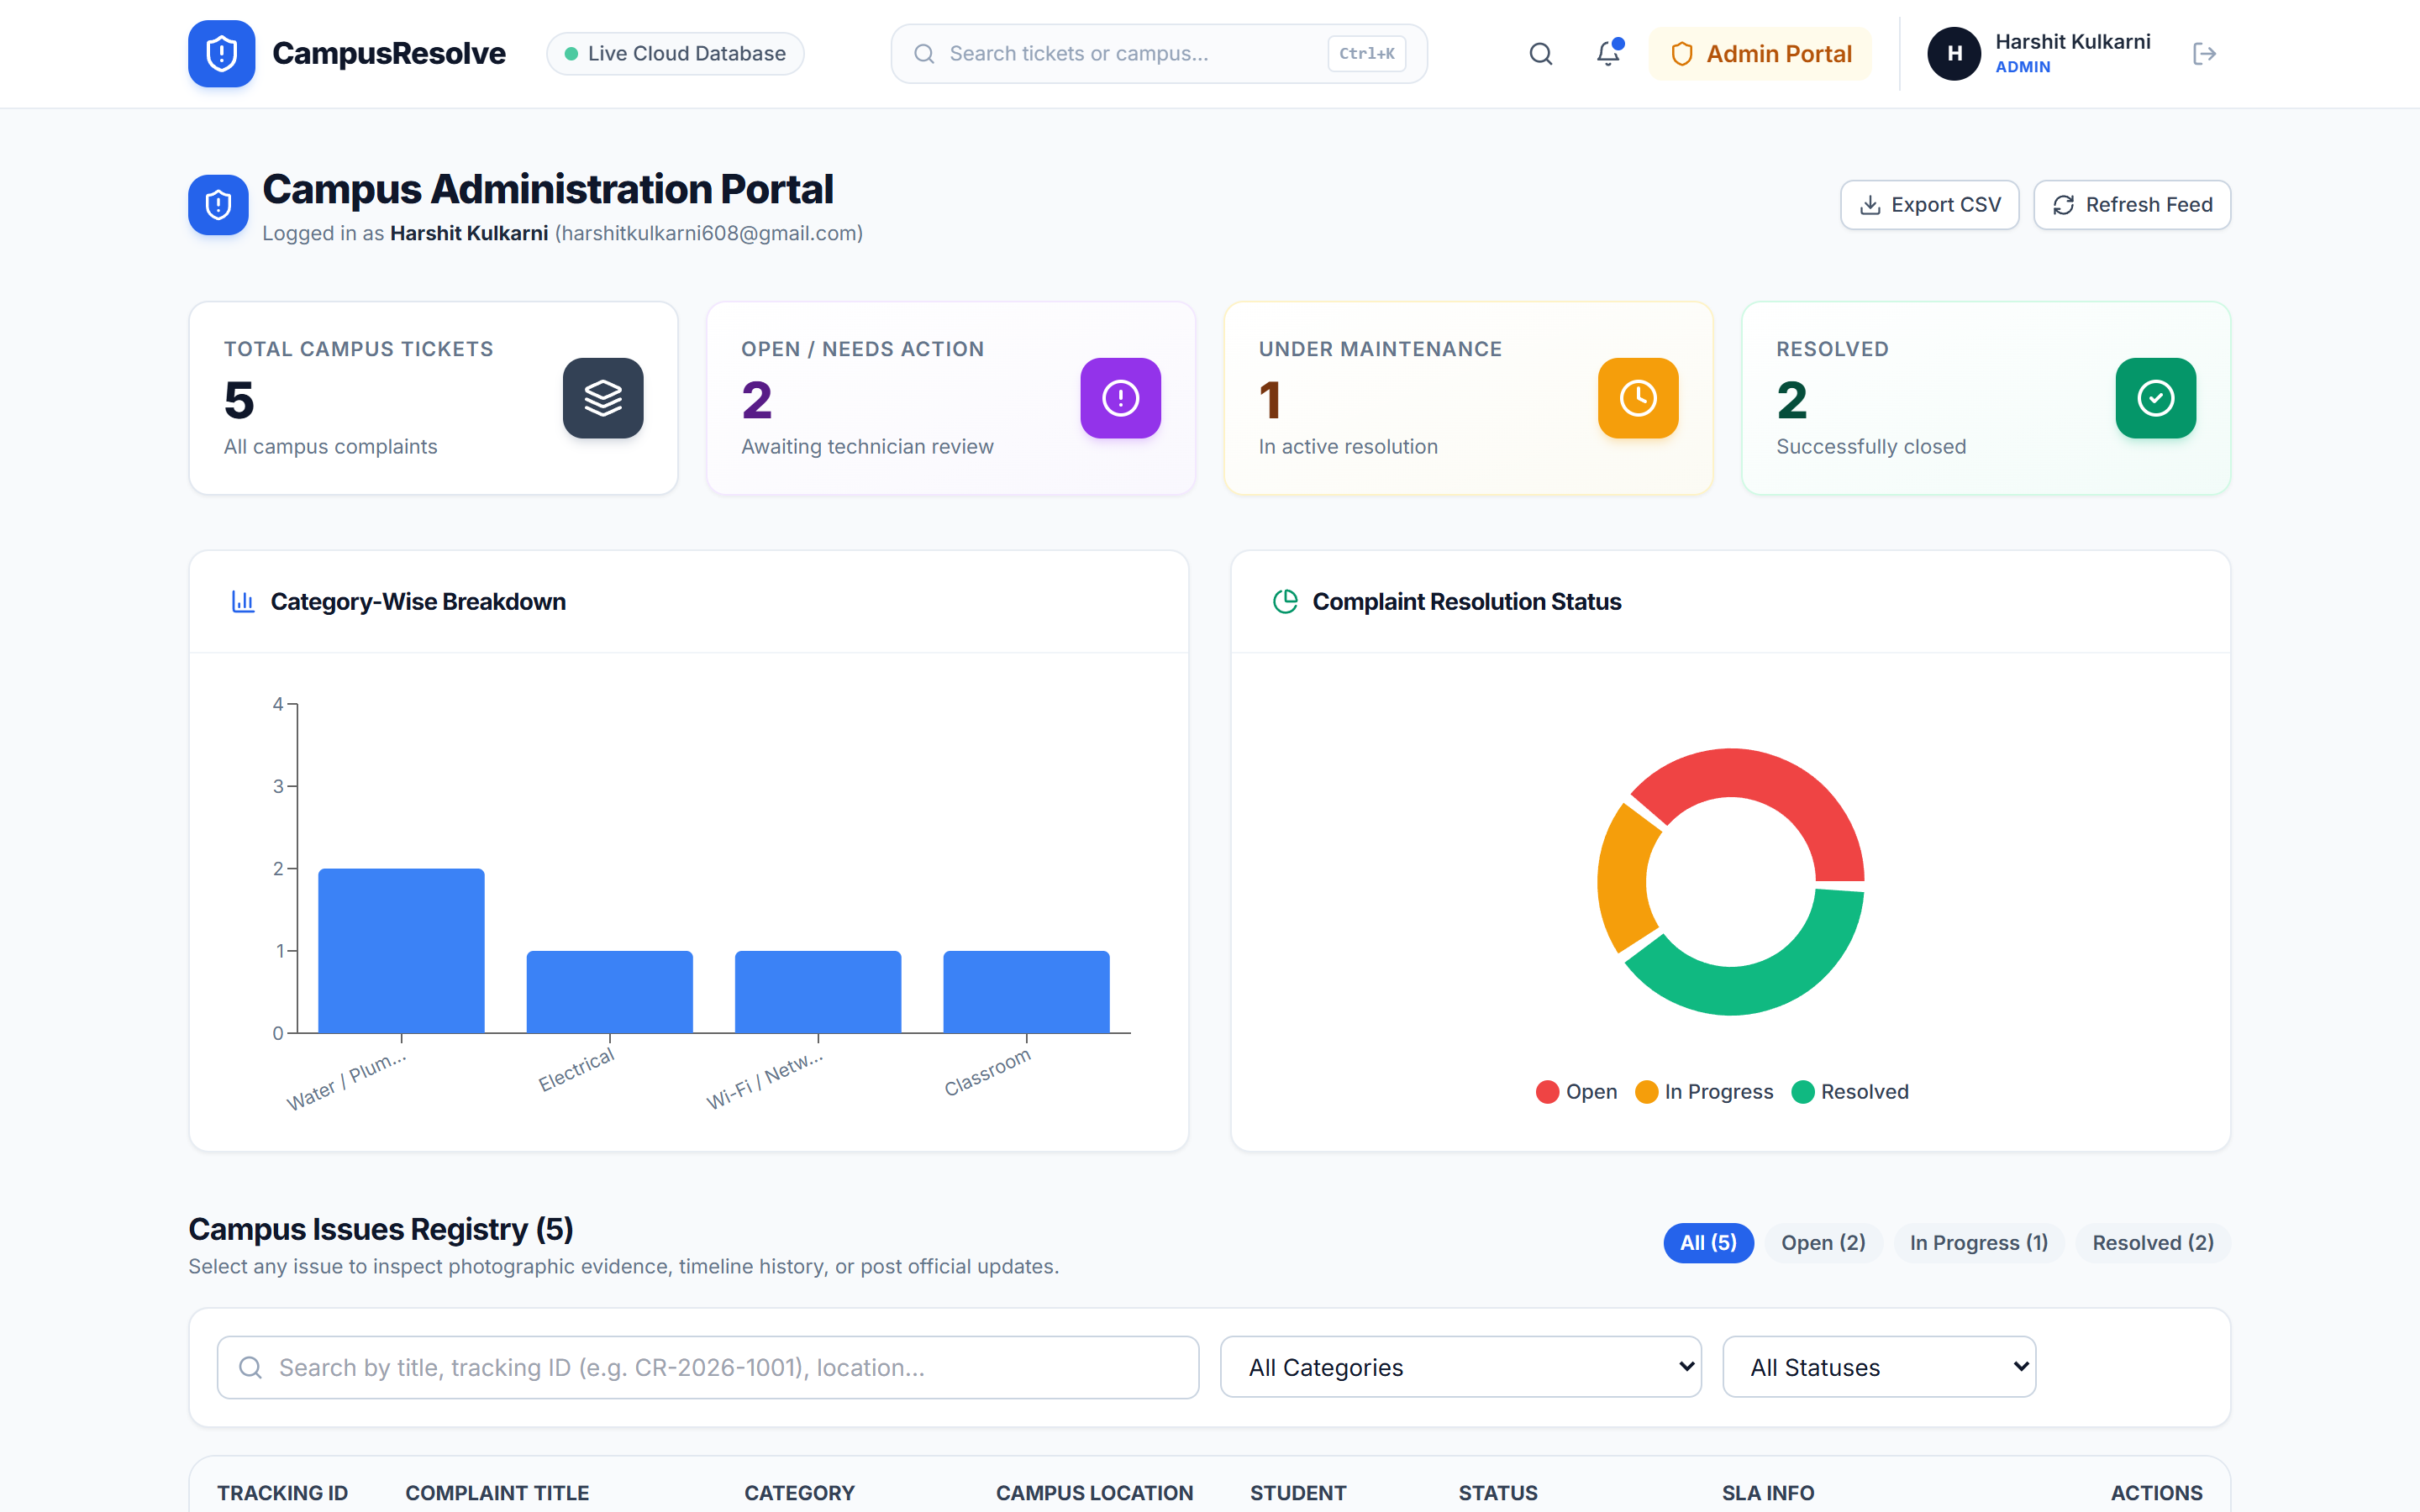 CampusResolve
Live Cloud Database
Search tickets or campus...
Ctrl+K
Admin Portal
H
Harshit Kulkarni
ADMIN
Campus Administration Portal
Logged in as Harshit Kulkarni (harshitkulkarni608@gmail.com)
Export CSV
Refresh Feed
TOTAL CAMPUS TICKETS
5
All campus complaints
OPEN / NEEDS ACTION
2
Awaiting technician review
UNDER MAINTENANCE
1
In active resolution
RESOLVED
2
Successfully closed
Category-Wise Breakdown
4
3
2
1
0
Water / Plum...
Electrical
Wi-Fi / Netw...
Classroom
Complaint Resolution Status
Open
In Progress
Resolved
Campus Issues Registry (5)
Select any issue to inspect photographic evidence, timeline history, or post official updates.
All (5)
Open (2)
In Progress (1)
Resolved (2)
Search by title, tracking ID (e.g. CR-2026-1001), location...
All Categories
All Statuses
TRACKING ID
COMPLAINT TITLE
CATEGORY
CAMPUS LOCATION
STUDENT
STATUS
SLA INFO
ACTIONS